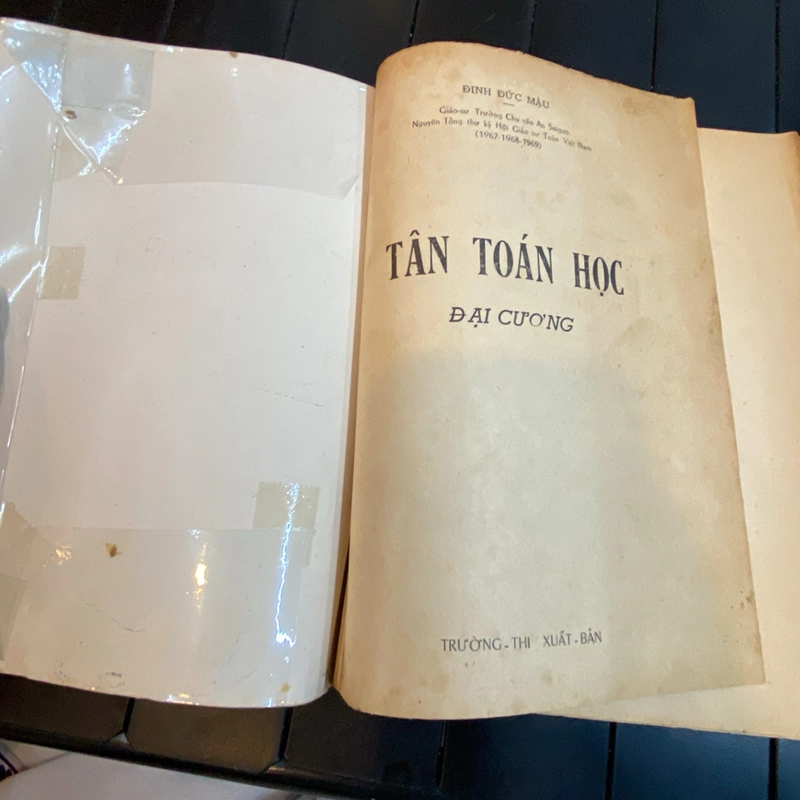 ĐINH ĐỨC MẬU
Giáo-sư Trường Chu văn An Saigon
Nguyên Tổng thư ký Hội Giáo sư Toán Việt Nam
(1967-1968-1969)
TÂN TOÁN HỌC
ĐẠI CƯƠNG
TRƯỜNG-THI XUẤT-BẢN